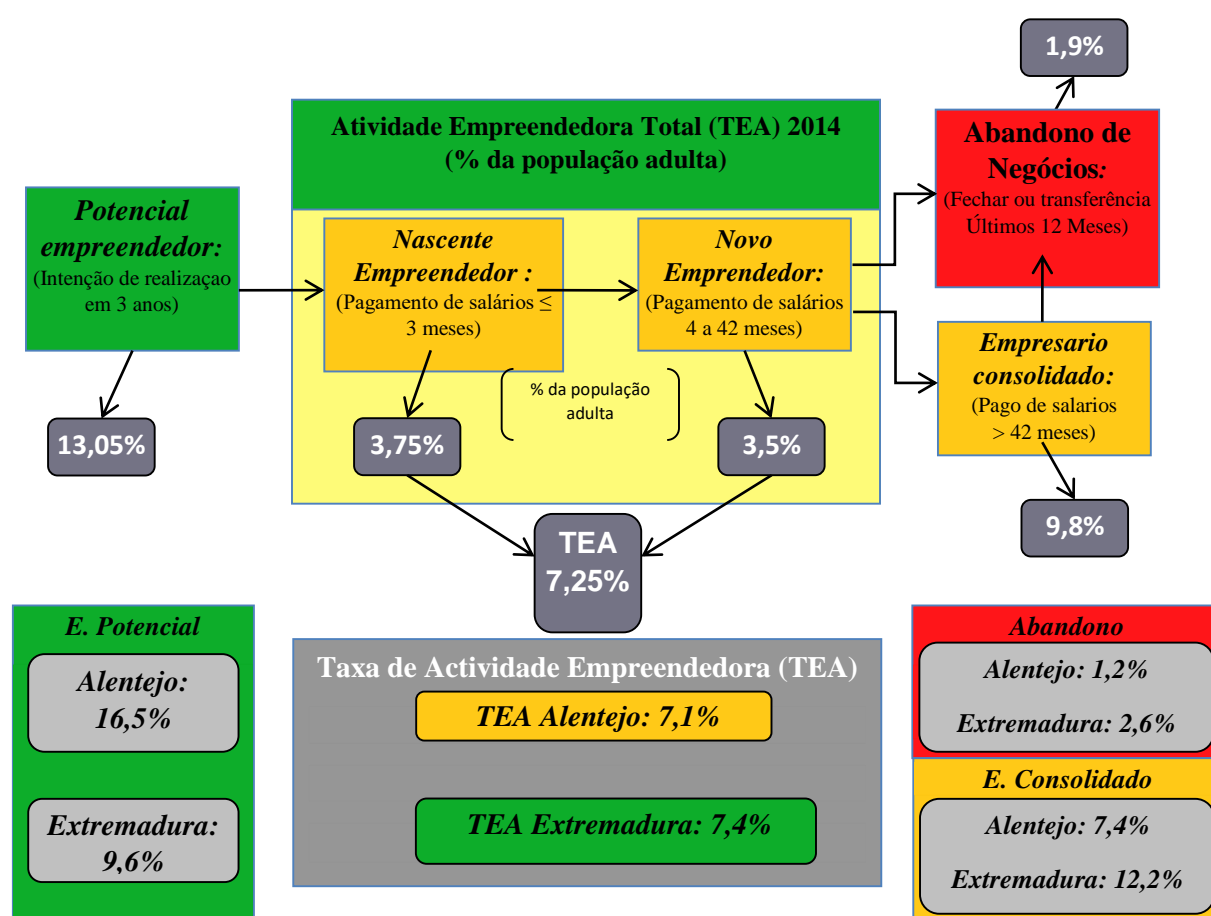 1,9%
Atividade Empreendedora Total (TEA) 2014
(% da população adulta)
Abandono de
Negócios:
(Fechar ou transferência
Últimos 12 Meses)
Potencial
empreendedor:
(Intenção de realizaçao
em 3 anos)
Nascente
Empreendedor :
(Pagamento de salários ≤
3 meses)
Novo
Emprendedor:
(Pagamento de salários
4 a 42 meses)
Empresario
consolidado:
(Pago de salarios
> 42 meses)
% da população
adulta
13,05%
3,75%
3,5%
9,8%
TEA
7,25%
E. Potencial
Alentejo:
16,5%
Extremadura:
9,6%
Taxa de Actividade Empreendedora (TEA)
TEA Alentejo: 7,1%
TEA Extremadura: 7,4%
Abandono
Alentejo: 1,2%
Extremadura: 2,6%
E. Consolidado
Alentejo: 7,4%
Extremadura: 12,2%